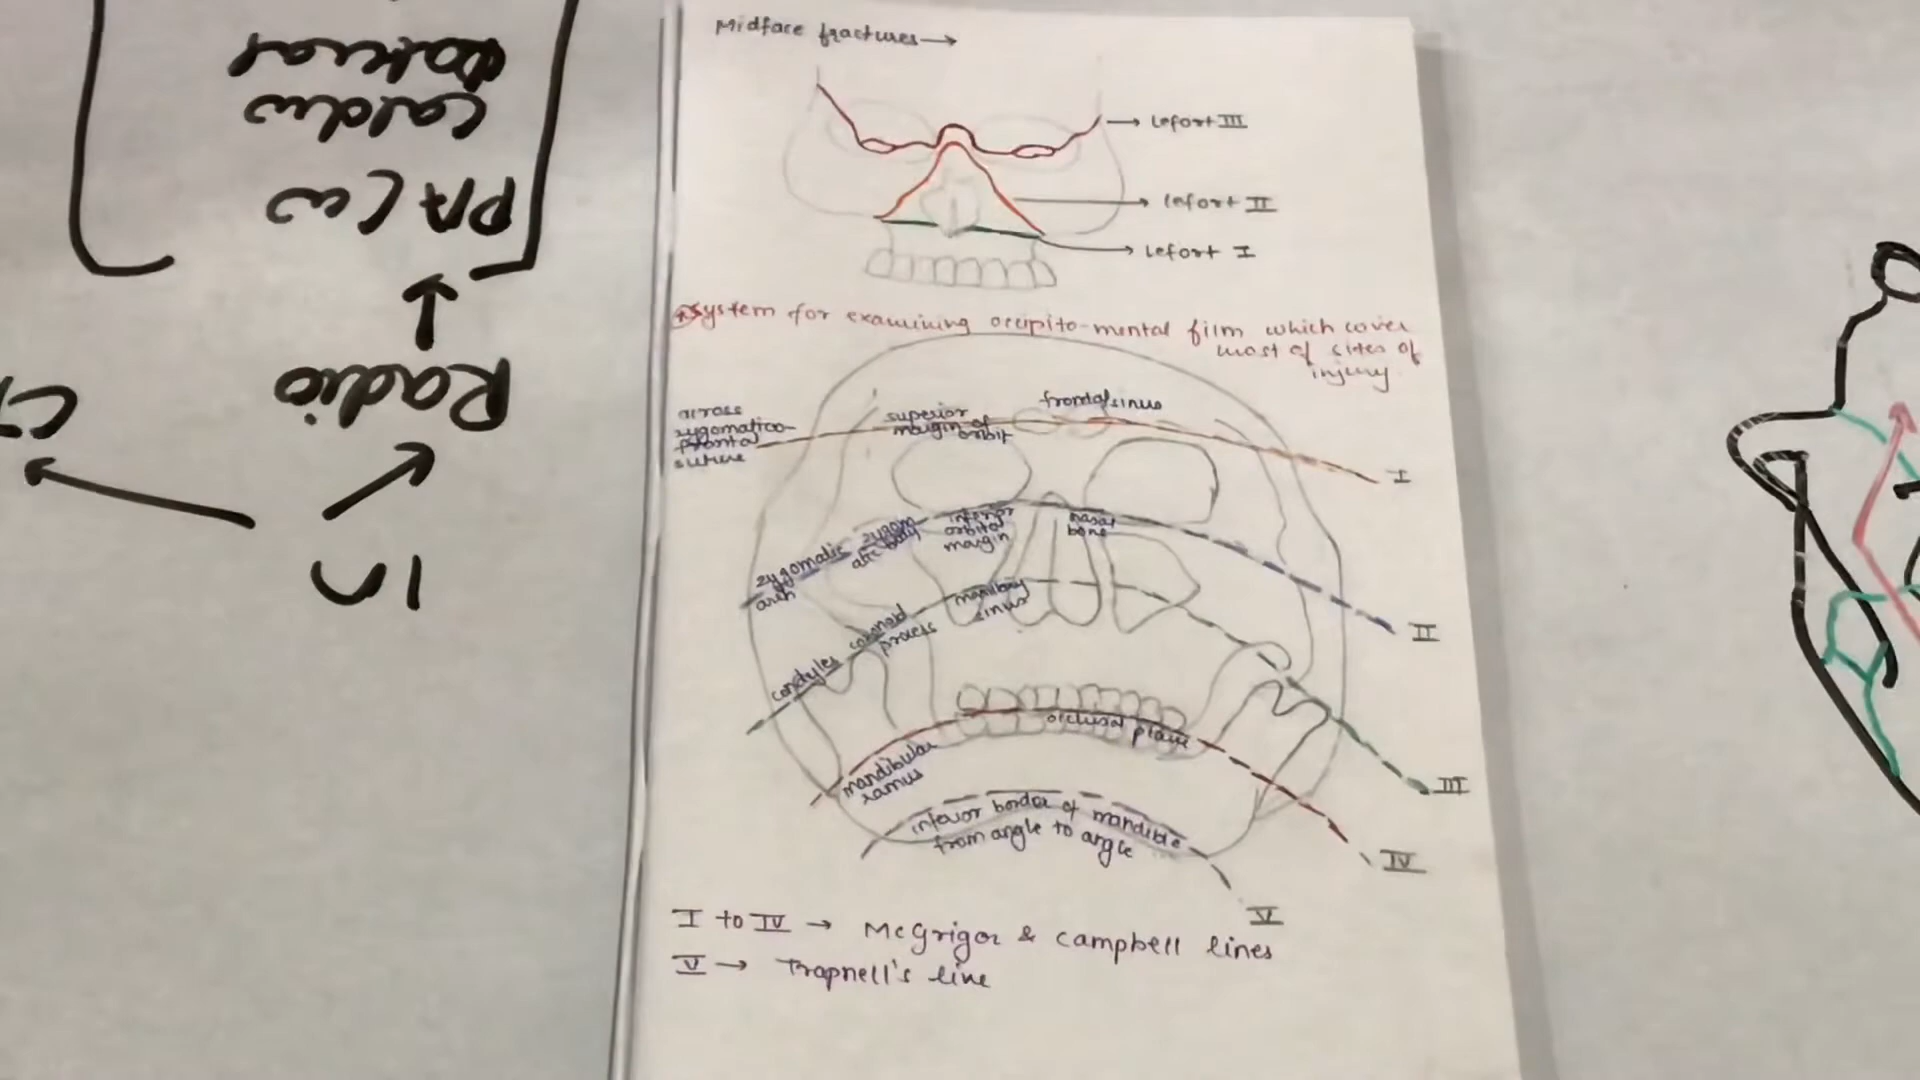 Midface fractures→
Lefort III
Lefort II
Lefort I
System for examining occipito-mental film which cover
most of sites of
injury.
across
zygomatico-
frontal
suture
superior
margin of
orbit
frontal sinus
I
zygomatic
arch
zygom
atic body
inferior
orbital
margin
nasal
bone
II
condyles
coronoid
process
maxillary
sinus
III
mandibular
ramus
occlusal plane
IV
inferior border of mandible
from angle to angle
V
I to IV → McGrigor & Campbell lines
V → Trapnell's line
In
Radio
PA (w
Caldw